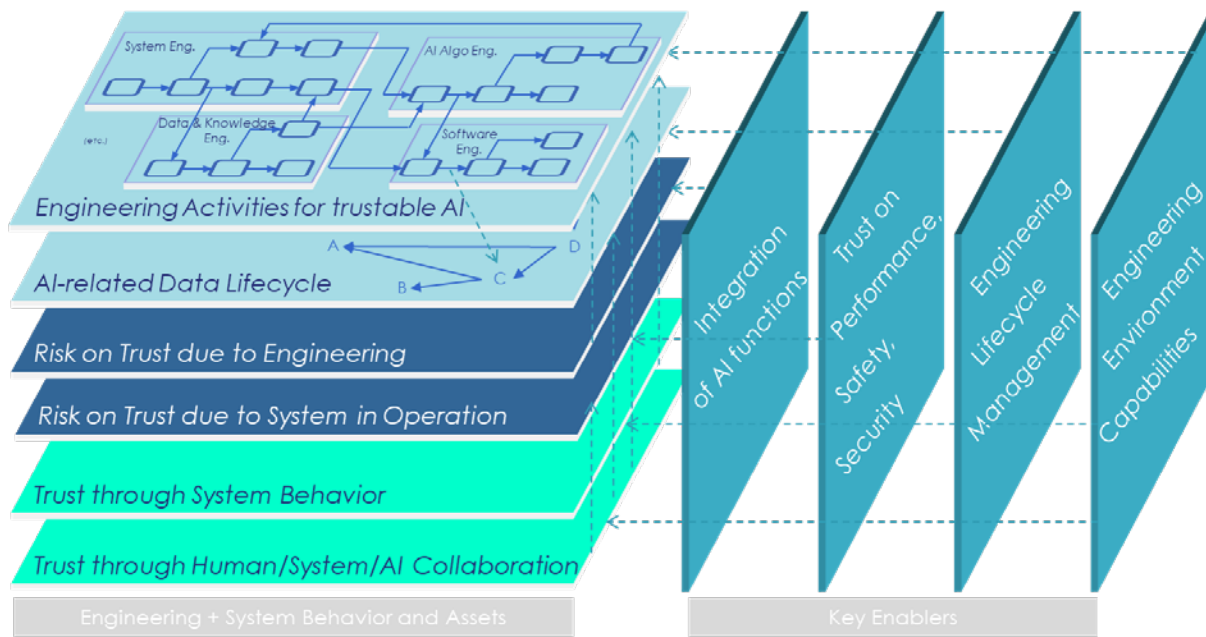 System Eng.
AI Algo Eng.
Data & Knowledge
Eng.
(etc.)
Software
Eng.
Engineering Activities for trustable AI
A
D
C
B
AI-related Data Lifecycle
Risk on Trust due to Engineering
Risk on Trust due to System in Operation
Trust through System Behavior
Trust through Human/System/AI Collaboration
Engineering + System Behavior and Assets
Integration
of AI functions
Trust on
Performance,
Safety,
Security
Engineering
Lifecycle
Management
Engineering
Environment
Capabilities
Key Enablers